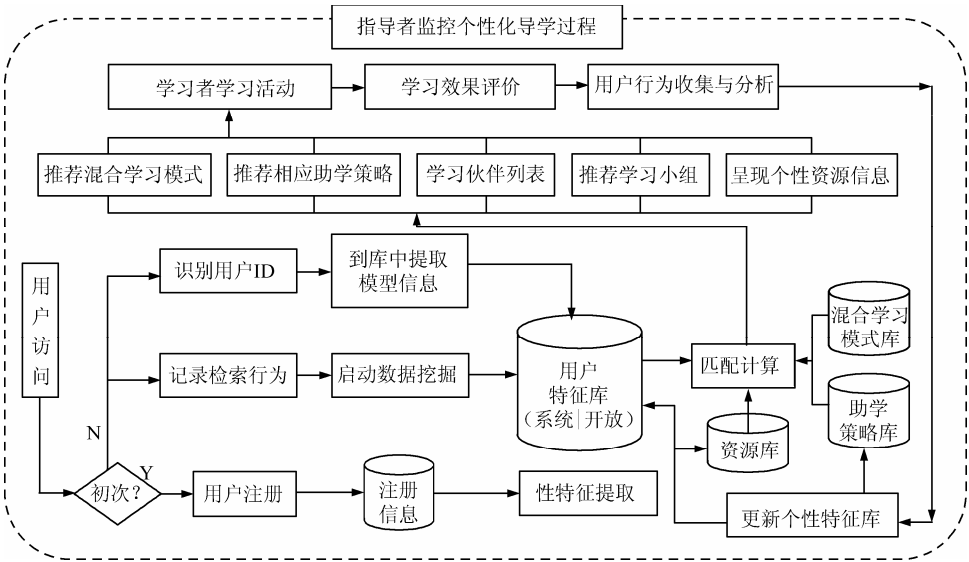 指导者监控个性化导学过程
学习者学习活动
学习效果评价
用户行为收集与分析
推荐混合学习模式
推荐相应助学策略
学习伙伴列表
推荐学习小组
呈现个性资源信息
用户访问
识别用户ID
到库中提取
模型信息
混合学习
模式库
记录检索行为
启动数据挖掘
用户
特征库
(系统|开放)
匹配计算
助学
策略库
资源库
N
Y
初次?
用户注册
注册
信息
性特征提取
更新个性特征库